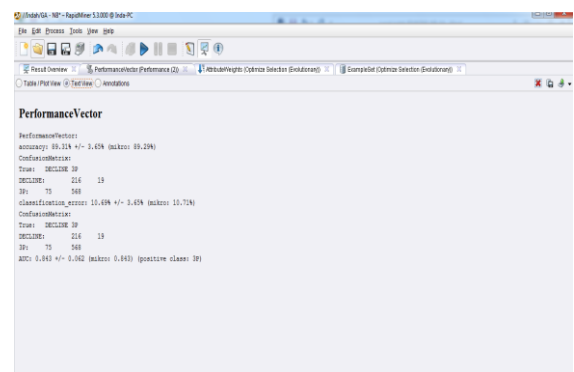 //Indah/GA - NB* – RapidMiner 5.3.000 @ Inda-PC
File Edit Process Tools View Help
Result Overview PerformanceVector (Performance (2)) AttributeWeights (Optimize Selection (Evolutionary)) ExampleSet (Optimize Selection (Evolutionary))
Table / Plot View Text View Annotations
PerformanceVector
PerformanceVector:
accuracy: 89.31% +/- 3.65% (mikro: 89.29%)
ConfusionMatrix:
True: DECLINE 3P
DECLINE: 216 19
3P: 75 568
classification_error: 10.69% +/- 3.65% (mikro: 10.71%)
ConfusionMatrix:
True: DECLINE 3P
DECLINE: 216 19
3P: 75 568
AUC: 0.843 +/- 0.062 (mikro: 0.843) (positive class: 3P)